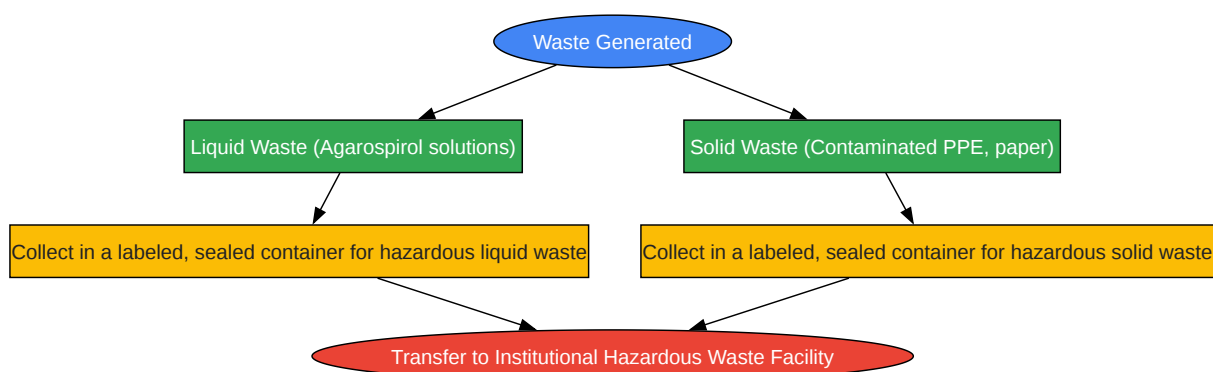 Waste Generated
Liquid Waste (Agarospirol solutions)
Solid Waste (Contaminated PPE, paper)
Collect in a labeled, sealed container for hazardous liquid waste
Collect in a labeled, sealed container for hazardous solid waste
Transfer to Institutional Hazardous Waste Facility